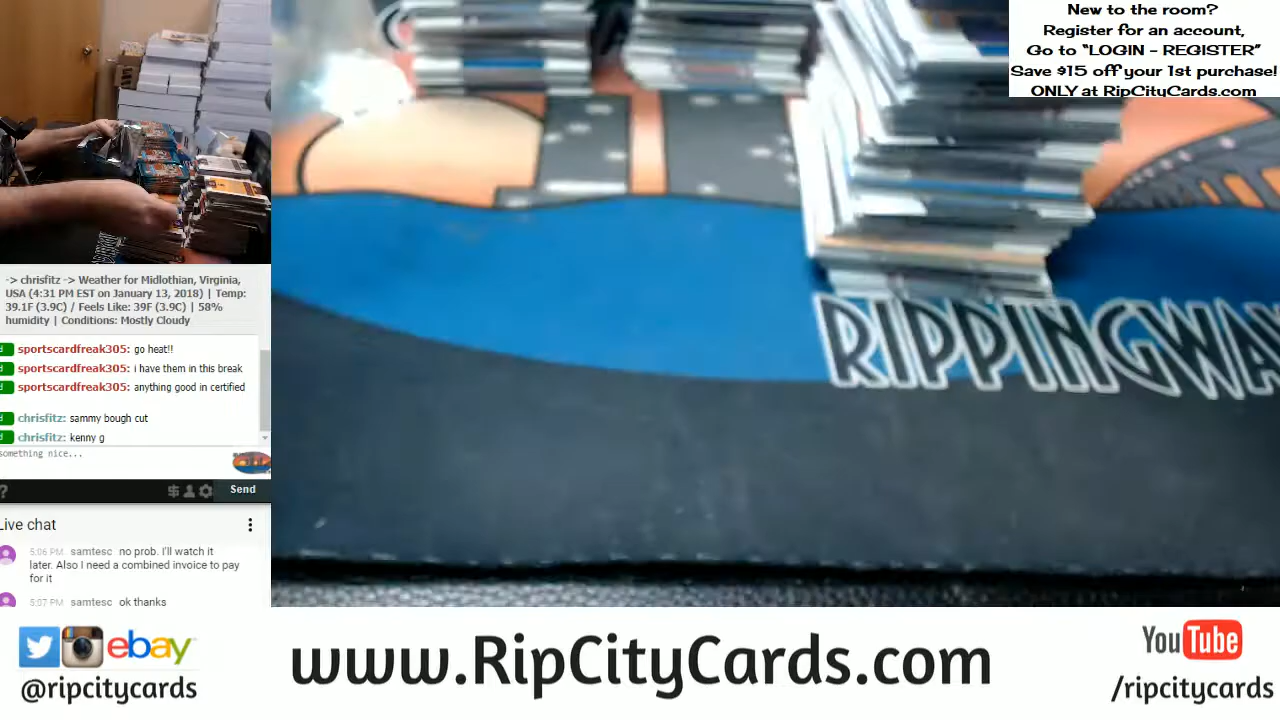 New to the room?
Register for an account,
Go to “LOGIN - REGISTER”
Save $15 off your 1st purchase!
ONLY at RipCityCards.com
-> chrisfitz -> Weather for Midlothian, Virginia,
USA (4:31 PM EST on January 13, 2018) | Temp:
39.1F (3.9C) / Feels Like: 39F (3.9C) | 58%
humidity | Conditions: Mostly Cloudy
sportscardfreak305: go heat!!
sportscardfreak305: i have them in this break
sportscardfreak305: anything good in certified
chrisfitz: sammy bough cut
chrisfitz: kenny g
something nice...
Send
Live chat
5:06 PM samtesc no prob. I'll watch it
later. Also I need a combined invoice to pay
for it
5:07 PM samtesc ok thanks
RIPPINGWA
ebay
@ripcitycards
www.RipCityCards.com
YouTube
/ripcitycards